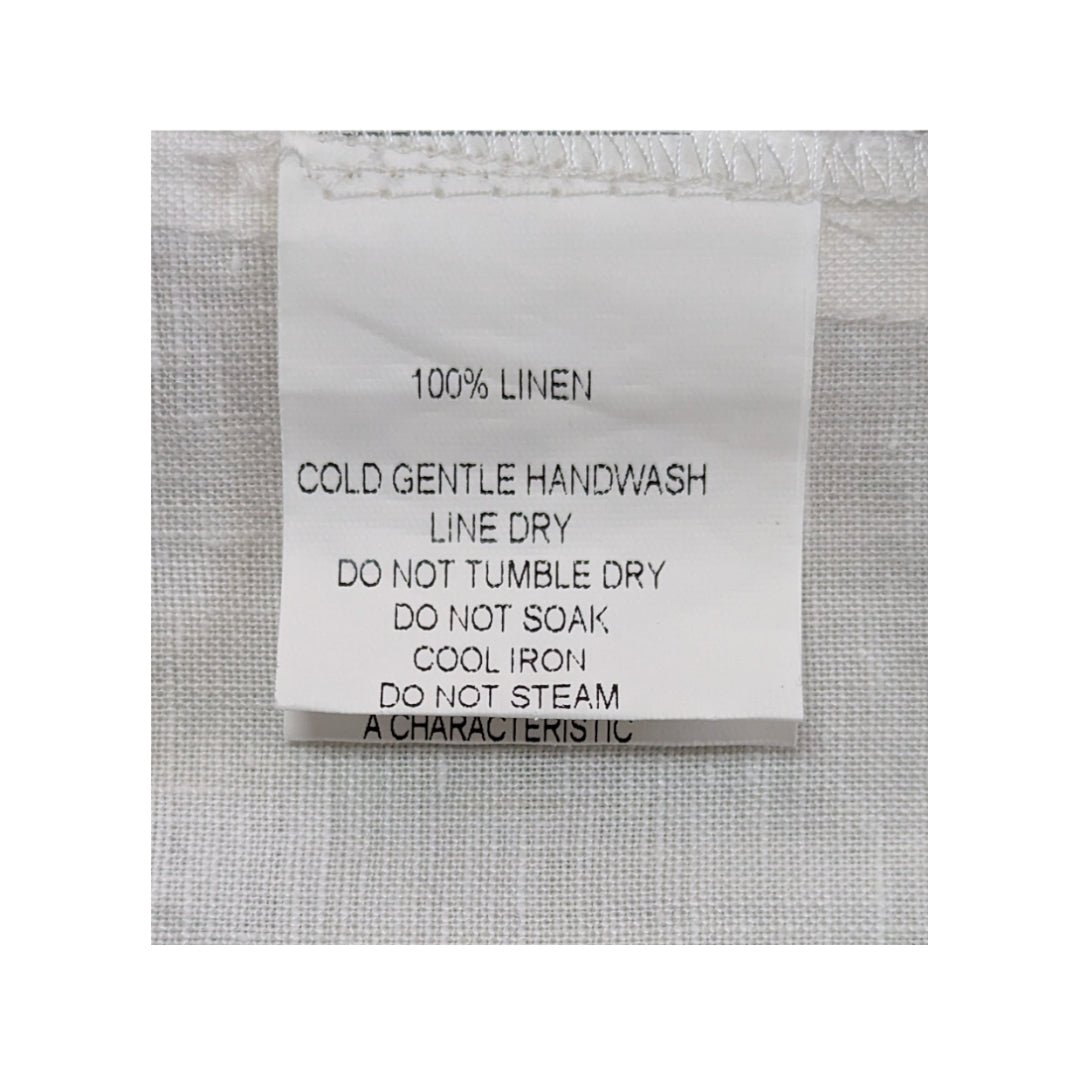 100% LINEN
COLD GENTLE HANDWASH
LINE DRY
DO NOT TUMBLE DRY
DO NOT SOAK
COOL IRON
DO NOT STEAM
A CHARACTERISTIC